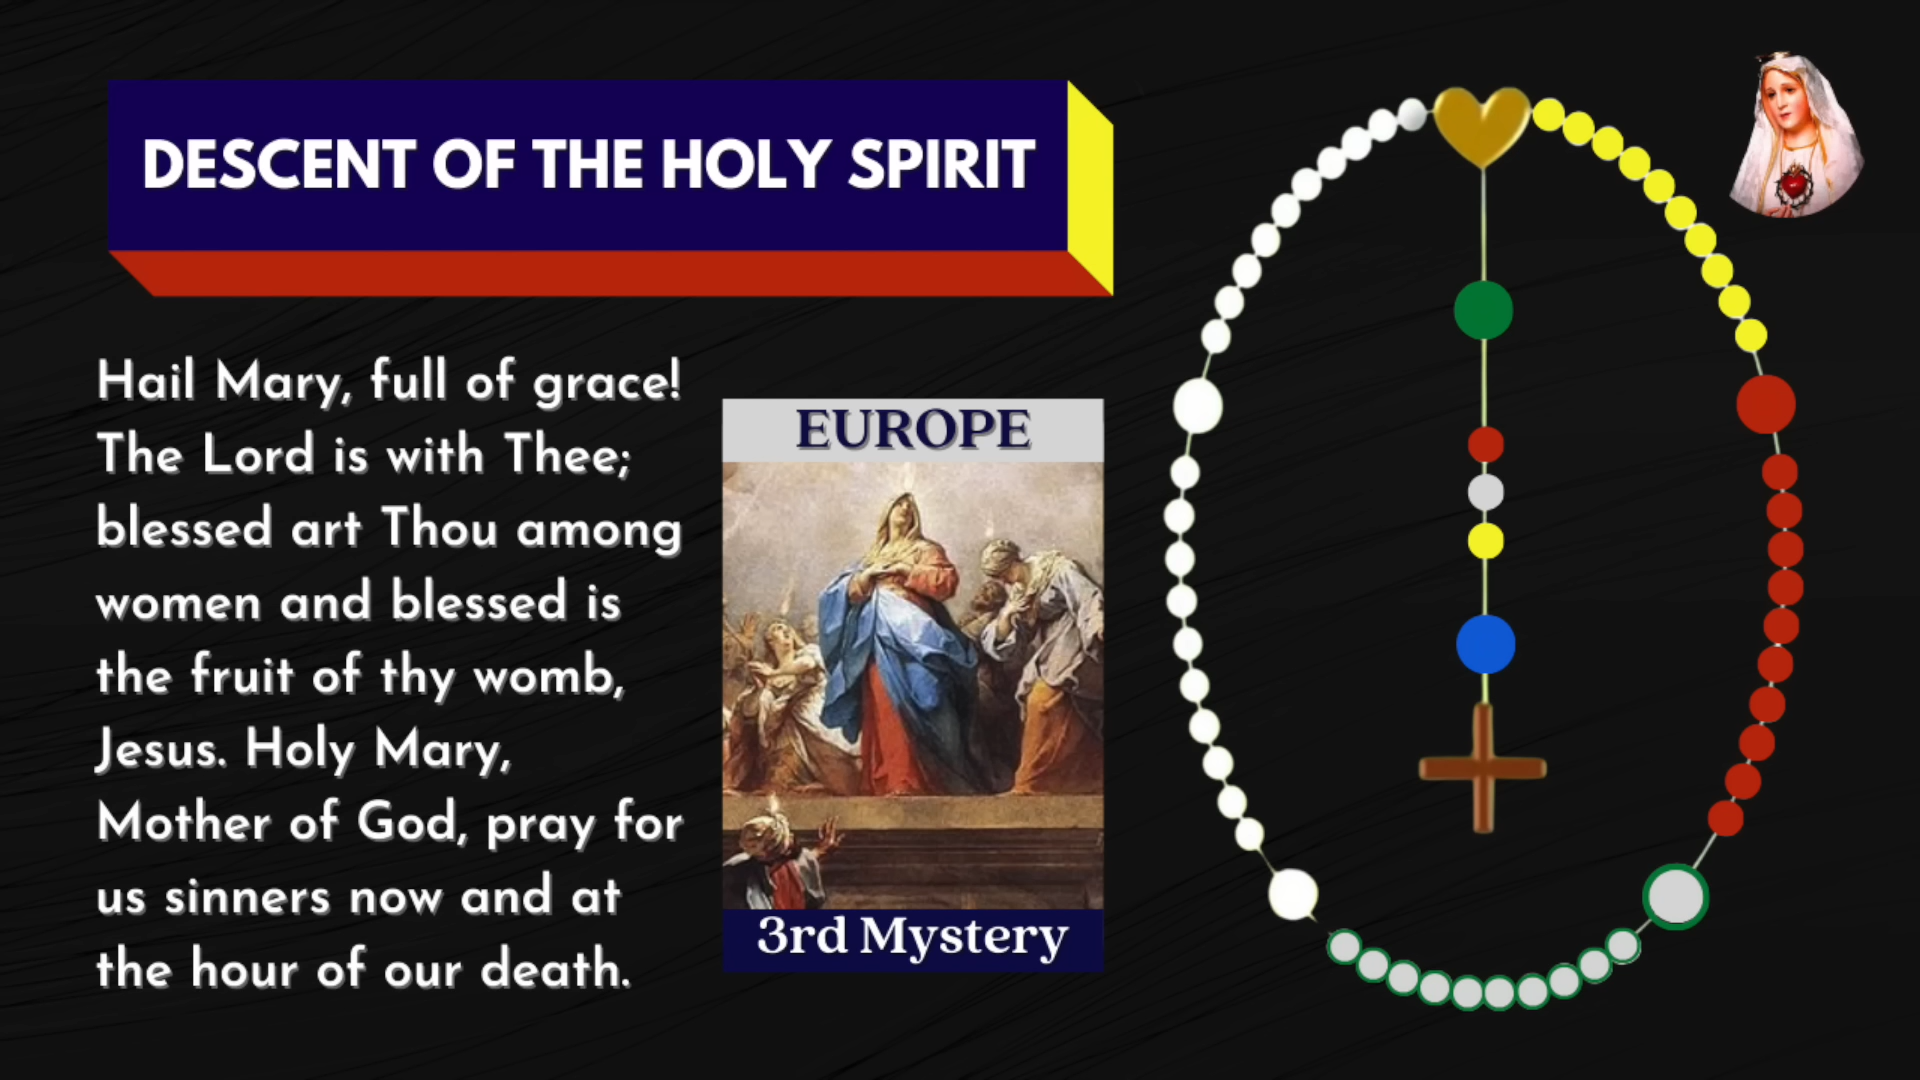 DESCENT OF THE HOLY SPIRIT
Hail Mary, full of grace!
The Lord is with Thee;
blessed art Thou among
women and blessed is
the fruit of thy womb,
Jesus. Holy Mary,
Mother of God, pray for
us sinners now and at
the hour of our death.
EUROPE
3rd Mystery